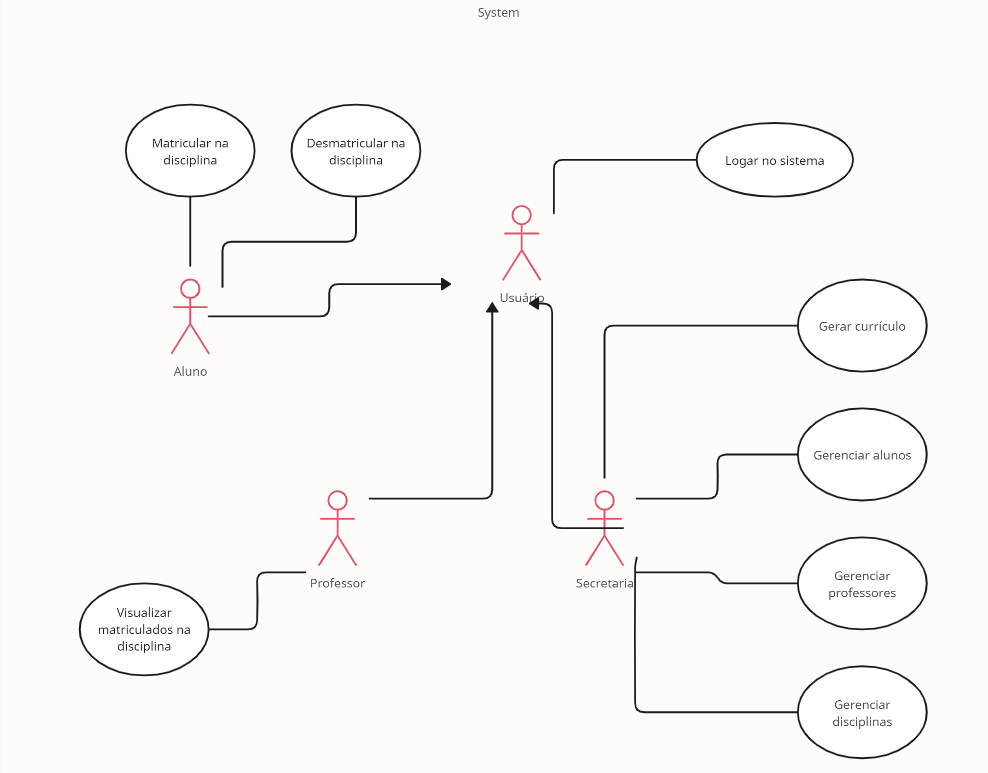 System
Matricular na
disciplina
Desmatricular na
disciplina
Logar no sistema
Usuário
Aluno
Gerar currículo
Gerenciar alunos
Professor
Secretaria
Gerenciar
professores
Visualizar
matriculados na
disciplina
Gerenciar
disciplinas